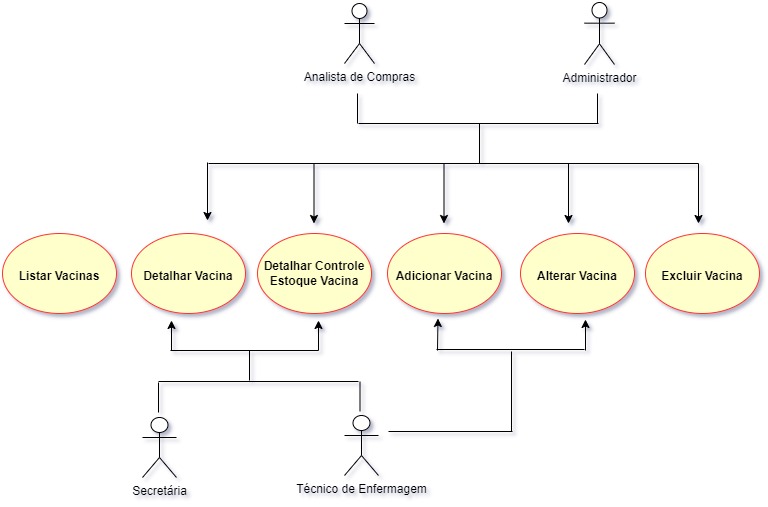 Analista de Compras
Administrador
Listar Vacinas
Detalhar Vacina
Detalhar Controle
Estoque Vacina
Adicionar Vacina
Alterar Vacina
Excluir Vacina
Secretária
Técnico de Enfermagem